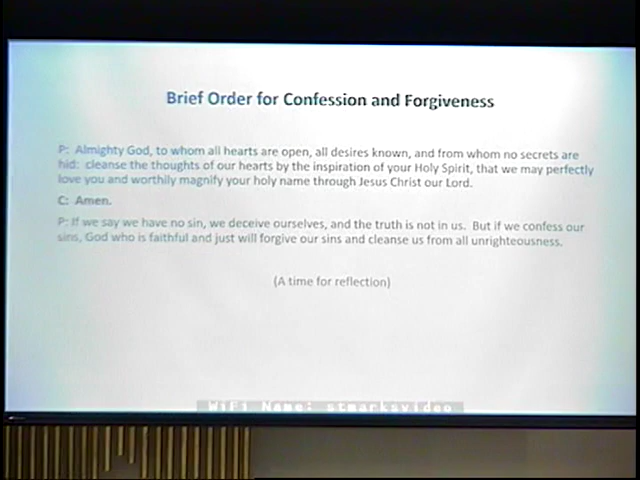 Brief Order for Confession and Forgiveness
P: Almighty God, to whom all hearts are open, all desires known, and from whom no secrets are
hid: cleanse the thoughts of our hearts by the inspiration of your Holy Spirit, that we may perfectly
love you and worthily magnify your holy name through Jesus Christ our Lord.
C: Amen.
P: If we say we have no sin, we deceive ourselves, and the truth is not in us. But if we confess our
sins, God who is faithful and just will forgive our sins and cleanse us from all unrighteousness.
(A time for reflection)
WiFi Name: stmarksvideo